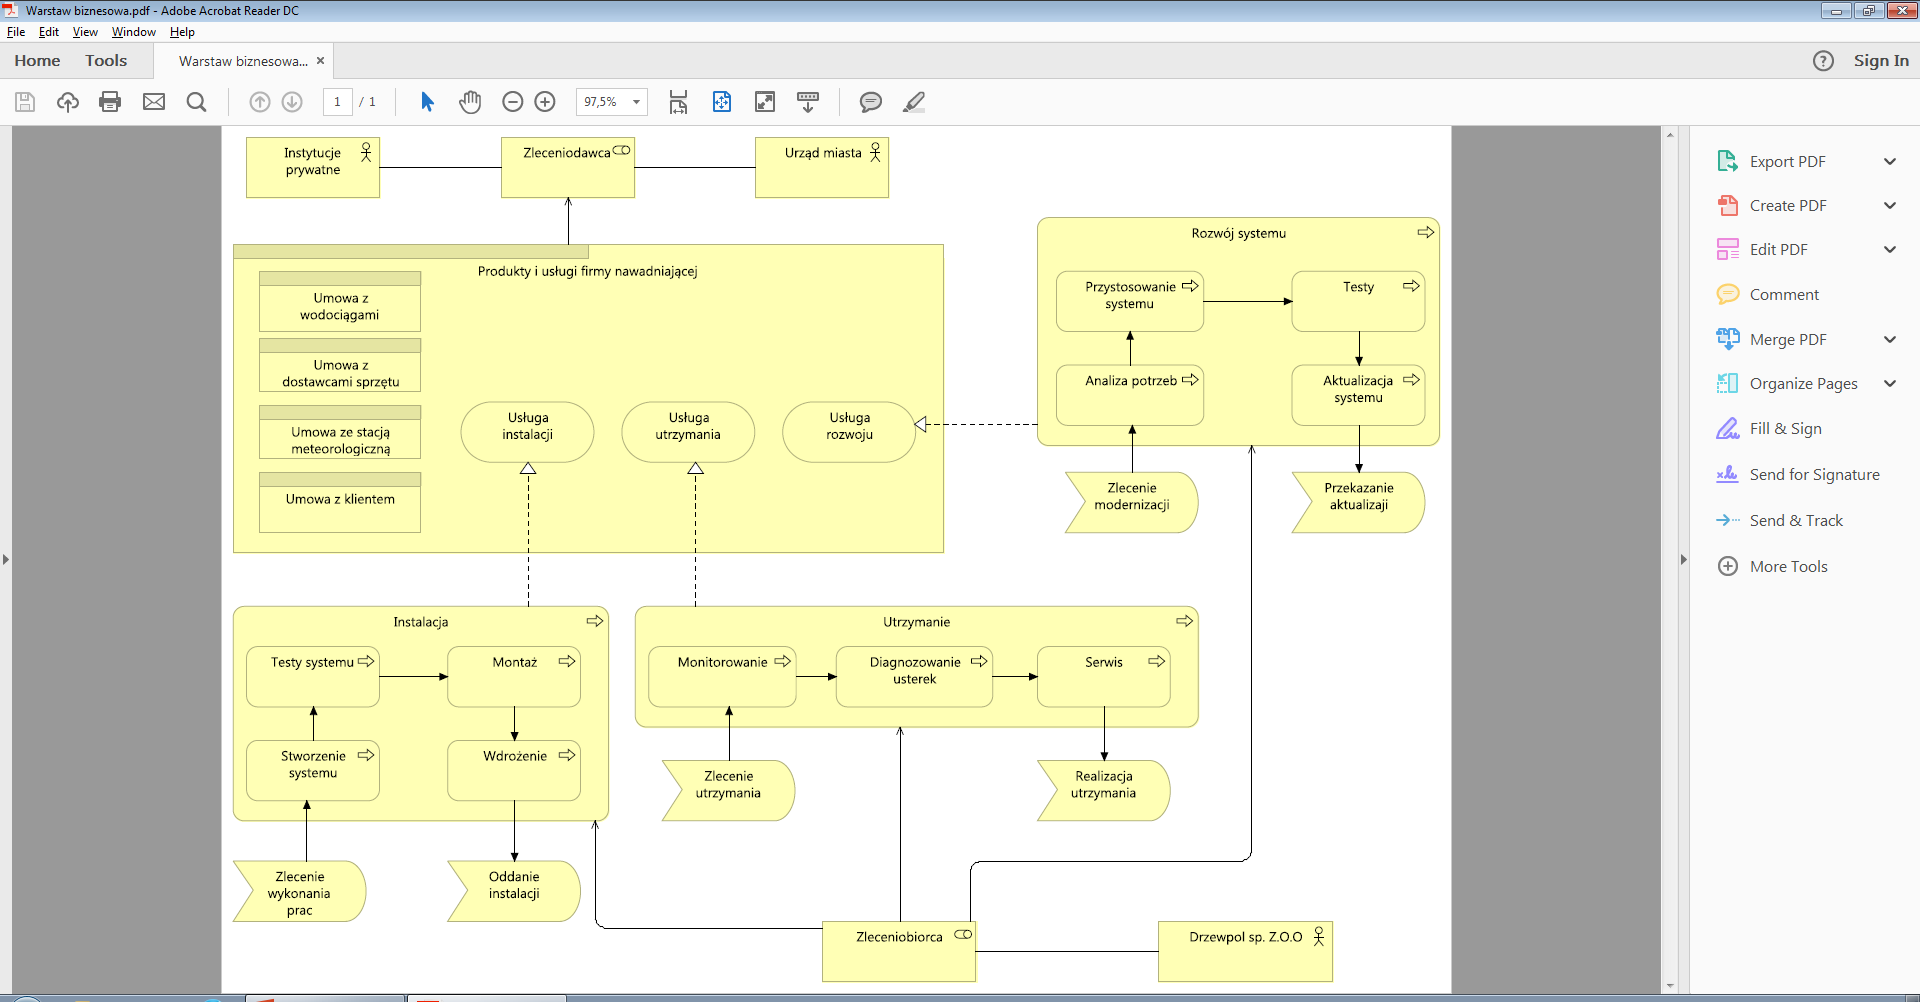 Warstaw biznesowa.pdf - Adobe Acrobat Reader DC
File Edit View Window Help
Home Tools Warstaw biznesowa... ×
Sign In
1 / 1
97,5%
Instytucje
prywatne
Zleceniodawca
Urząd miasta
Produkty i usługi firmy nawadniającej
Umowa z
wodociągami
Umowa z
dostawcami sprzętu
Umowa ze stacją
meteorologiczną
Umowa z klientem
Usługa
instalacji
Usługa
utrzymania
Usługa
rozwoju
Rozwój systemu
Przystosowanie
systemu
Testy
Analiza potrzeb
Aktualizacja
systemu
Zlecenie
modernizacji
Przekazanie
aktualizaji
Instalacja
Testy systemu
Montaż
Stworzenie
systemu
Wdrożenie
Zlecenie
wykonania
prac
Oddanie
instalacji
Utrzymanie
Monitorowanie
Diagnozowanie
usterek
Serwis
Zlecenie
utrzymania
Realizacja
utrzymania
Zleceniobiorca
Drzewpol sp. Z.O.O
Export PDF
Create PDF
Edit PDF
Comment
Merge PDF
Organize Pages
Fill & Sign
Send for Signature
Send & Track
More Tools